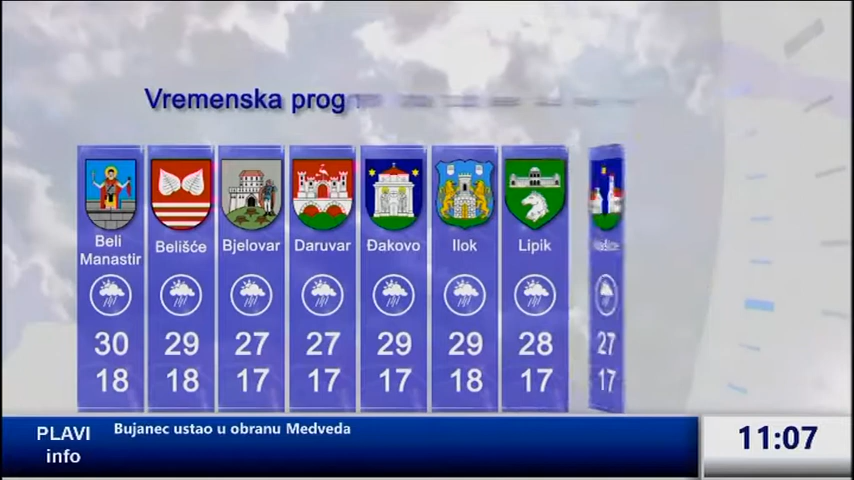 Vremenska prog
Beli
Manastir
Belišće
Bjelovar
Daruvar
Đakovo
Ilok
Lipik
30
29
27
27
29
29
28
27
18
18
17
17
17
18
17
17
PLAVI
info
Bujanec ustao u obranu Medveda
11:07